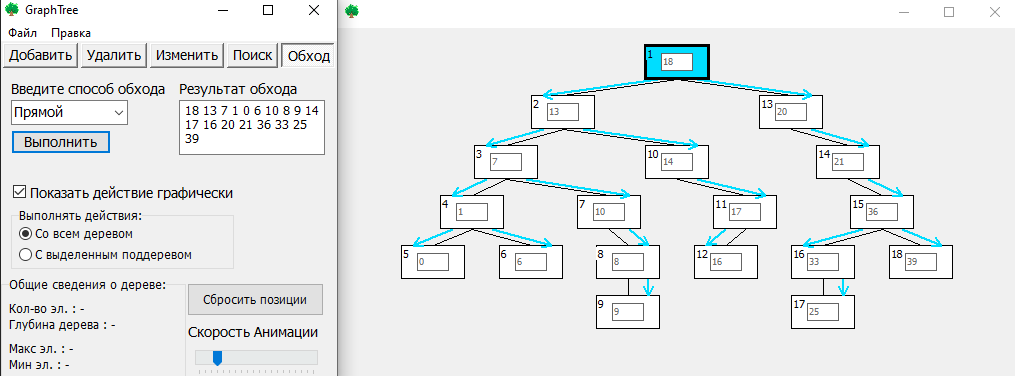 GraphTree
Файл Правка
Добавить Удалить Изменить Поиск Обход
Введите способ обхода
Прямой
Выполнить
Результат обхода
18 13 7 1 0 6 10 8 9 14
17 16 20 21 36 33 25
39
Показать действие графически
Выполнять действия:
Со всем деревом
С выделенным поддеревом
Общие сведения о дереве:
Кол-во эл. : -
Глубина дерева : -
Макс эл. : -
Мин эл. : -
Сбросить позиции
Скорость Анимации
1 18
2 13
13 20
3 7
10 14
14 21
4 1
7 10
11 17
15 36
5 0
6 6
8 8
12 16
16 33
18 39
9 9
17 25